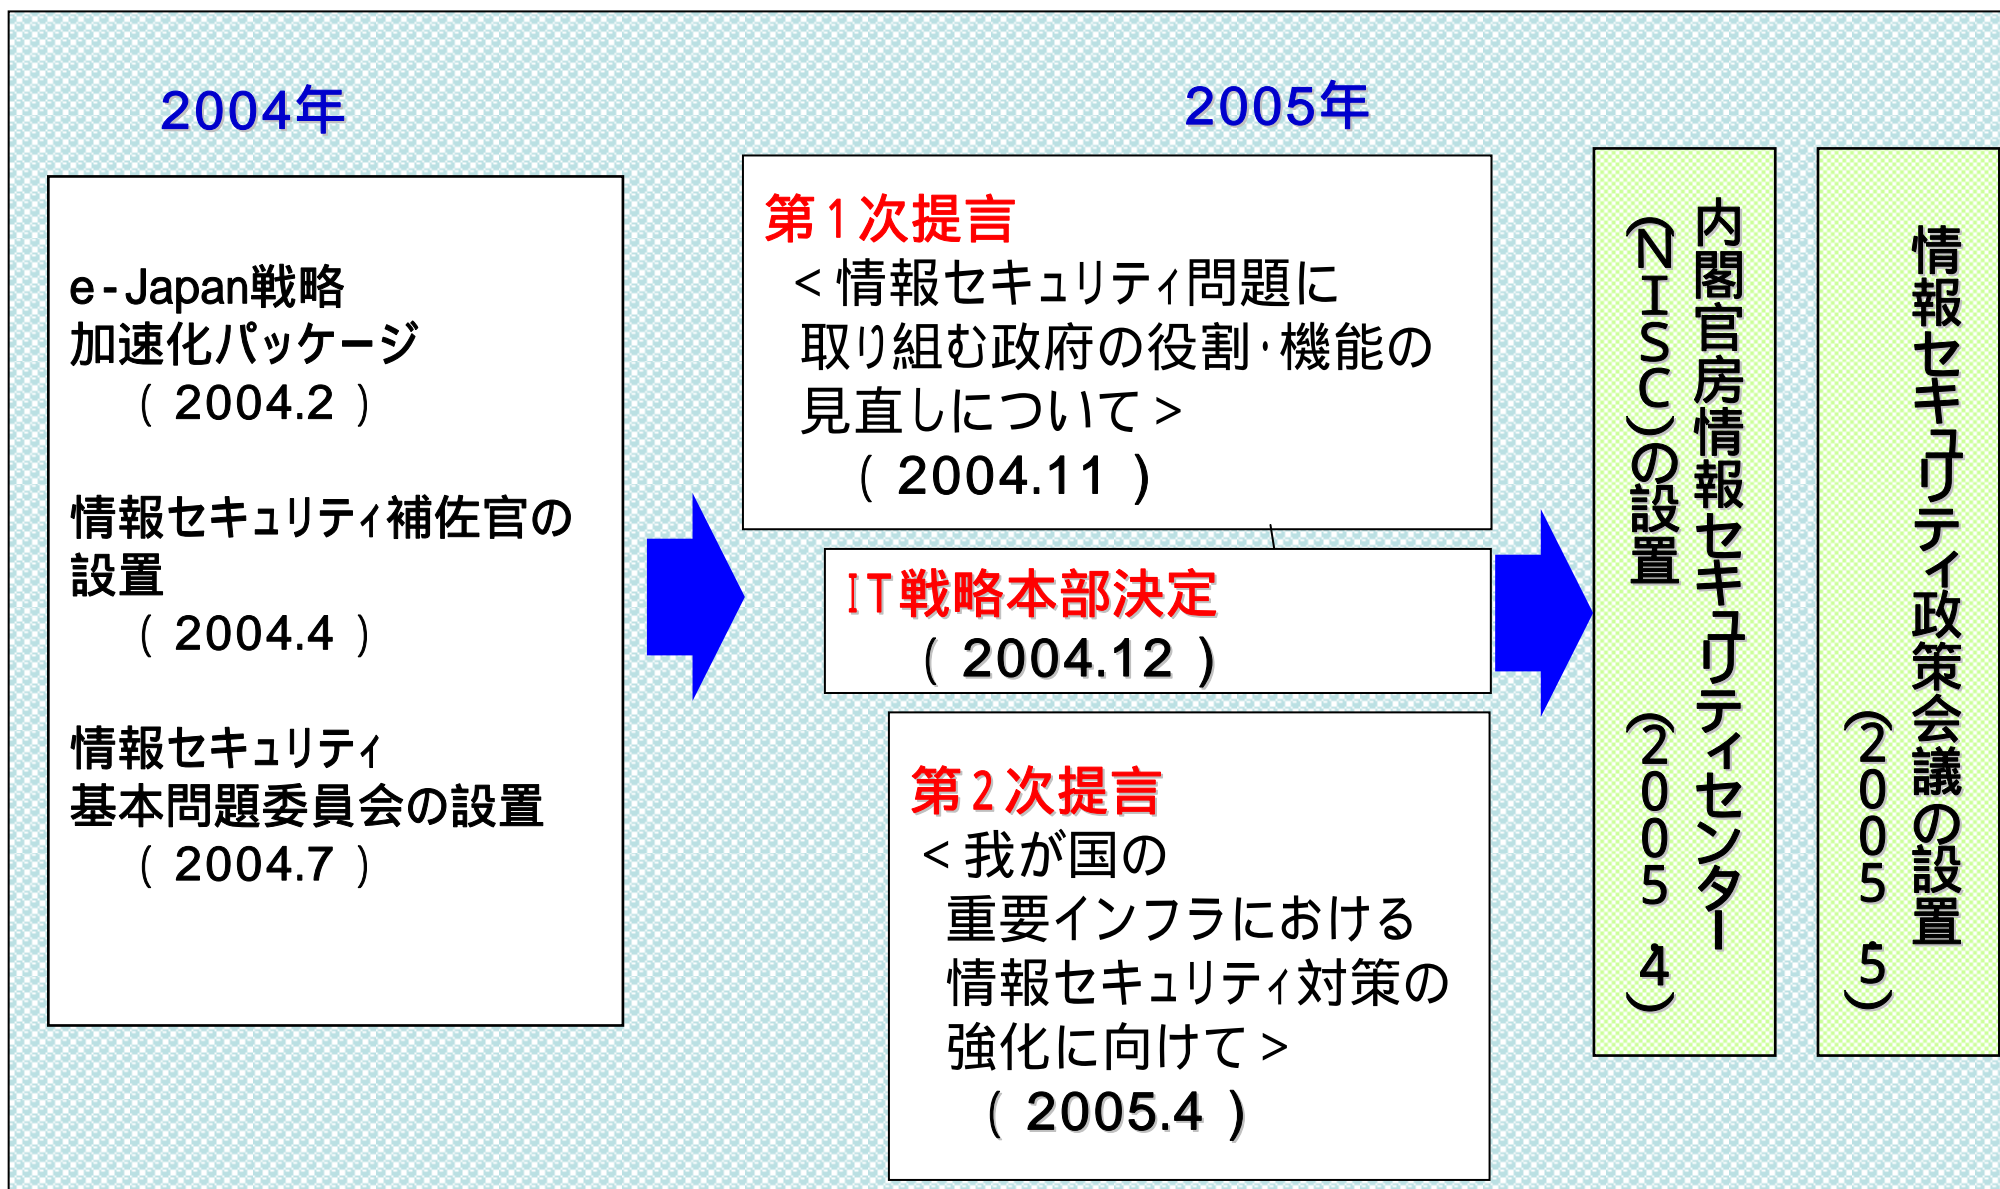 2004年
e-Japan戦略
加速化パッケージ
( 2004.2 )
情報セキュリティ補佐官の
設置
( 2004.4 )
情報セキュリティ
基本問題委員会の設置
( 2004.7 )
2005年
第1次提言
<情報セキュリティ問題に
取り組む政府の役割・機能の
見直しについて>
( 2004.11 )
IT戦略本部決定
( 2004.12 )
第2次提言
<我が国の
重要インフラにおける
情報セキュリティ対策の
強化に向けて>
( 2005.4 )
内閣官房情報セキュリティセンター
(NISC)の設置 (2005.4)
情報セキュリティ政策会議の設置
(2005.5)